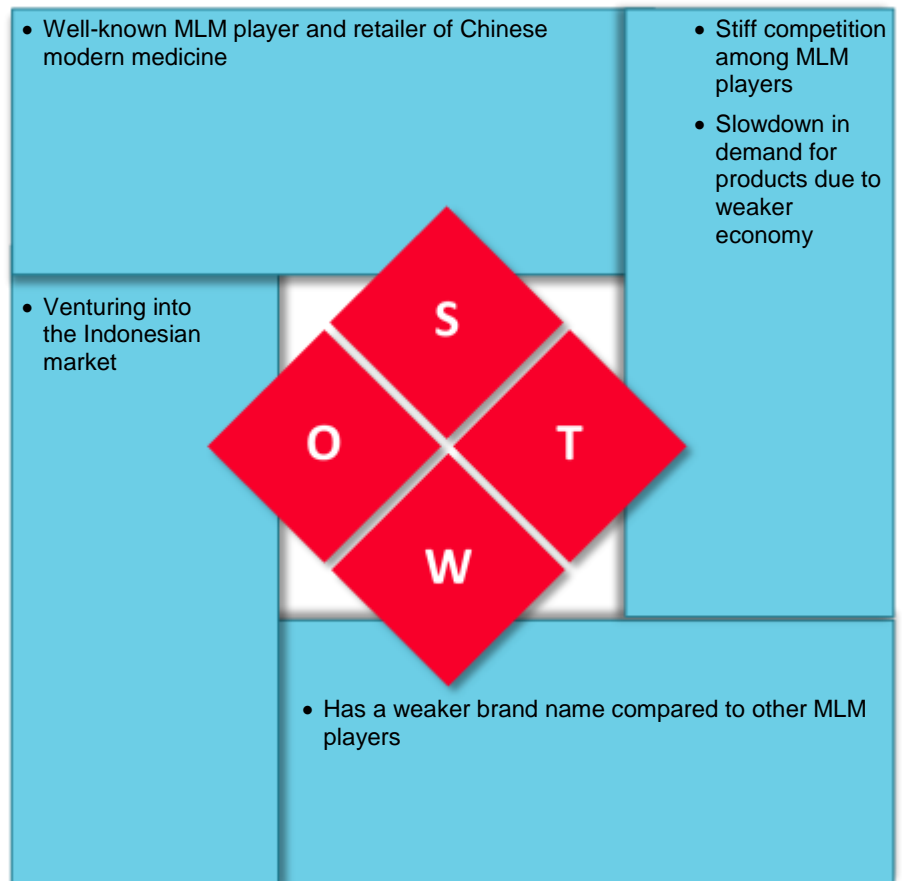 • Well-known MLM player and retailer of Chinese
modern medicine
• Stiff competition
among MLM
players
• Slowdown in
demand for
products due to
weaker
economy
• Venturing into
the Indonesian
market
S
O
T
W
• Has a weaker brand name compared to other MLM
players